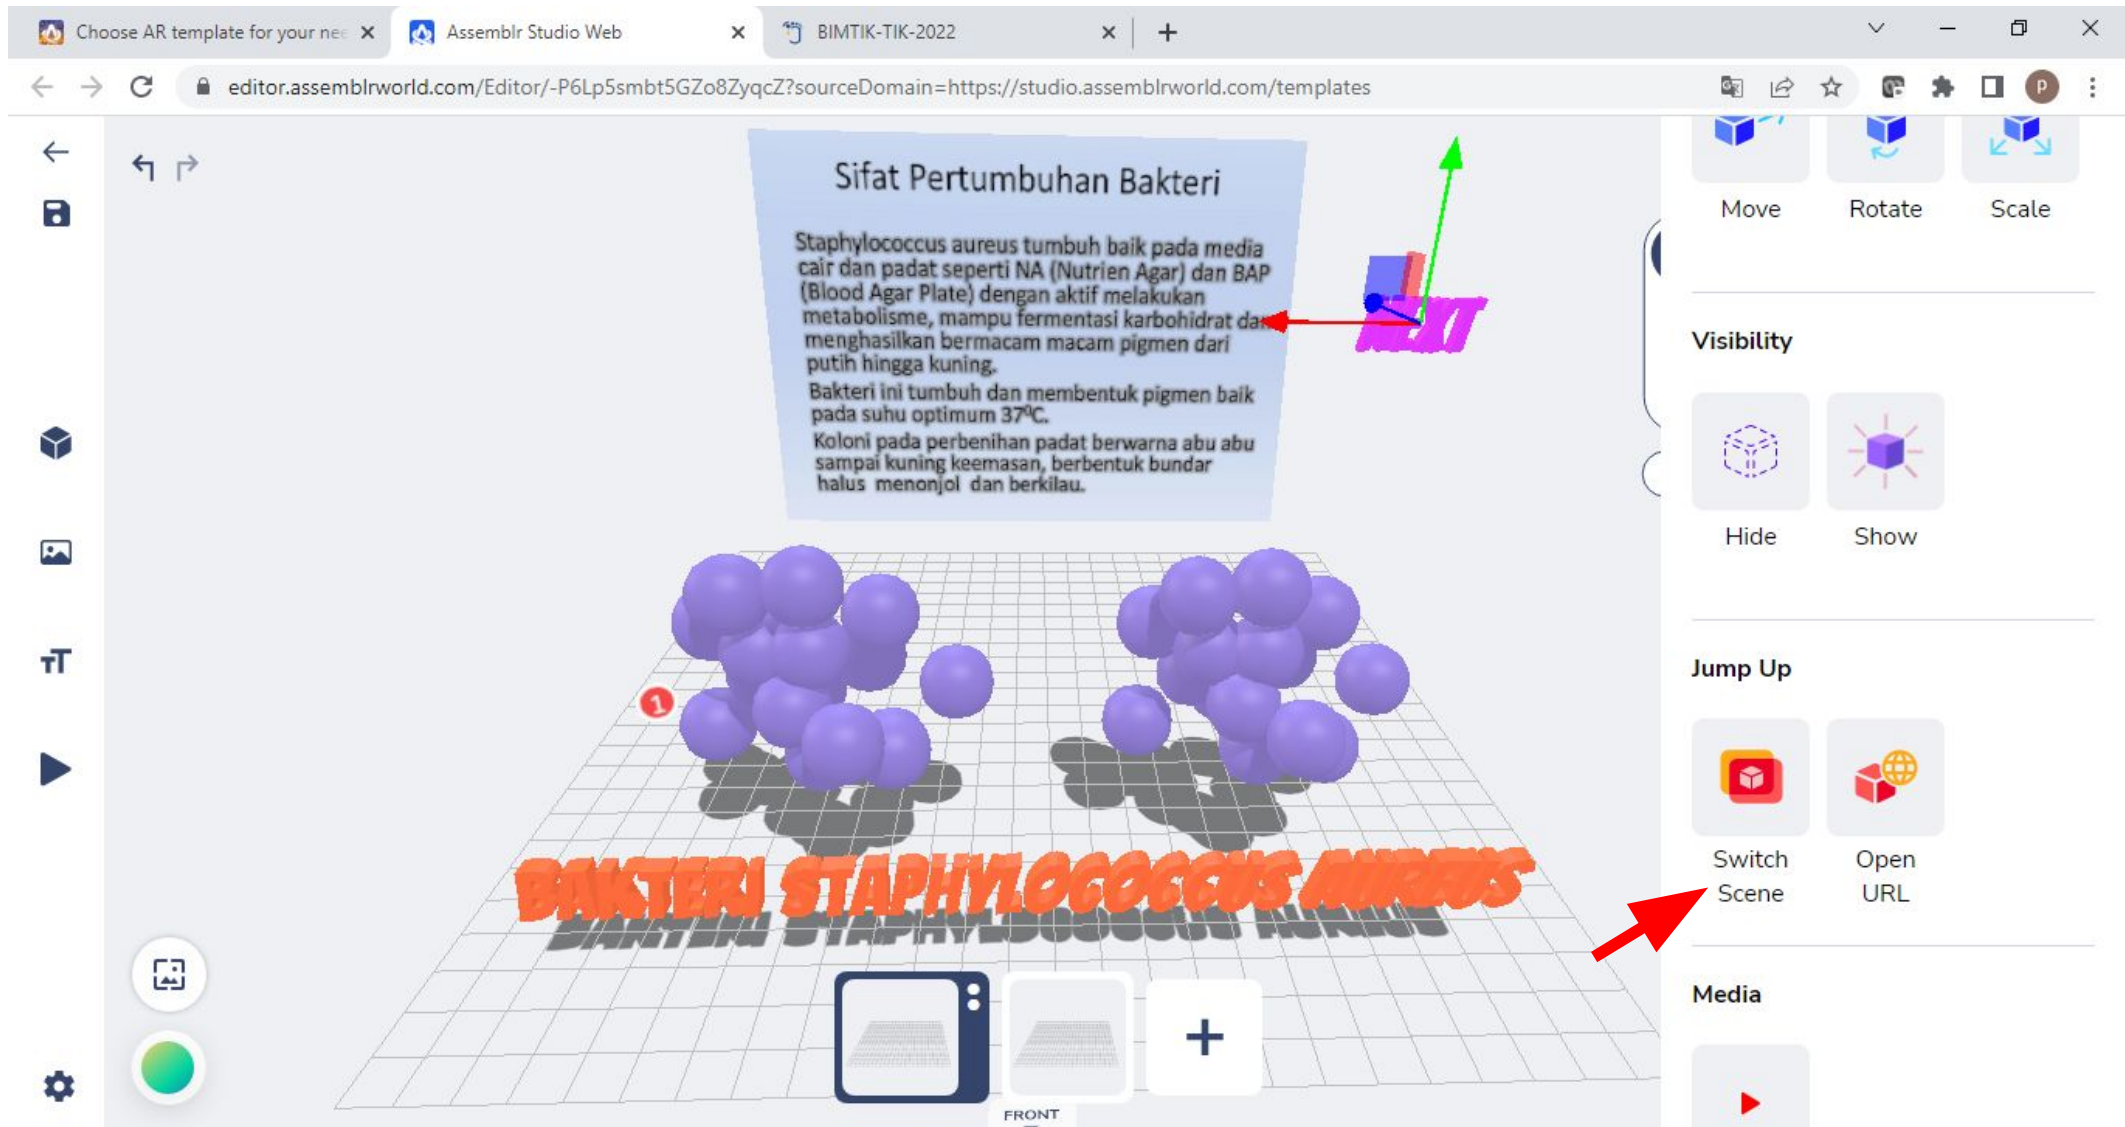 Choose AR template for your nee
Assemblr Studio Web
BIMTIK-TIK-2022
editor.assemblrworld.com/Editor/-P6Lp5smbt5GZo8ZyqcZ?sourceDomain=https://studio.assemblrworld.com/templates
P
Sifat Pertumbuhan Bakteri
Staphylococcus aureus tumbuh baik pada media
cair dan padat seperti NA (Nutrien Agar) dan BAP
(Blood Agar Plate) dengan aktif melakukan
metabolisme, mampu fermentasi karbohidrat dan
menghasilkan bermacam macam pigmen dari
putih hingga kuning.
Bakteri ini tumbuh dan membentuk pigmen baik
pada suhu optimum 37⁰C.
Koloni pada perbenihan padat berwarna abu abu
sampai kuning keemasan, berbentuk bundar
halus menonjol dan berkilau.
NEXT
1
BAKTERI STAPHYLOCOCCUS AUREUS
FRONT
Move
Rotate
Scale
Visibility
Hide
Show
Jump Up
Switch
Scene
Open
URL
Media